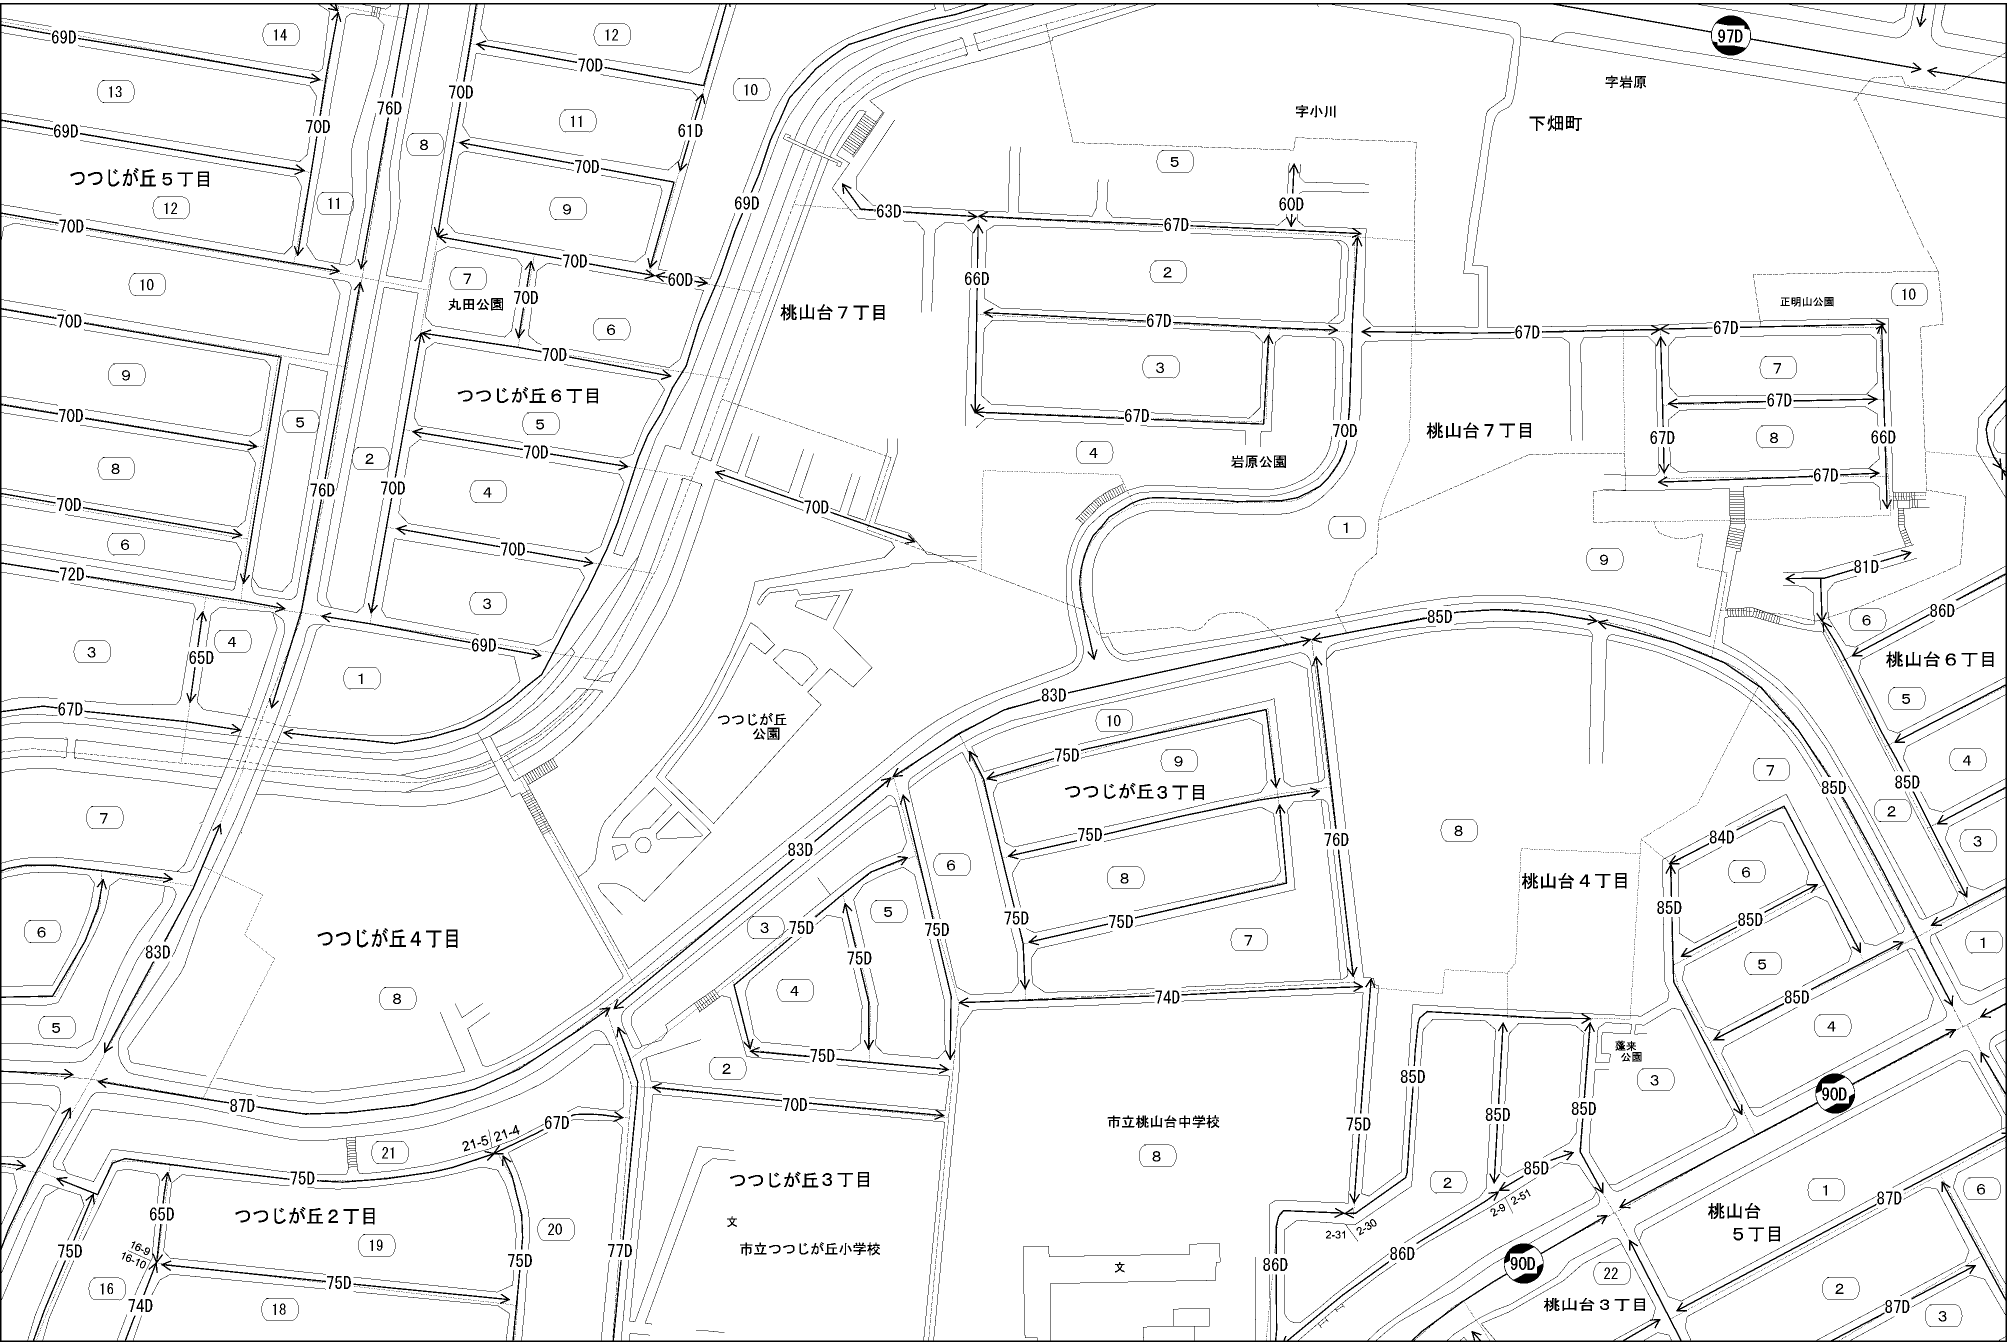 69D
14
12
97D
70D
70D
10
字岩原
13
76D
70D
11
字小川
下畑町
69D
70D
61D
8
5
つつじが丘５丁目
70D
12
11
9
69D
63D
60D
67D
70D
7
70D
60D
66D
2
10
丸田公園
70D
6
桃山台７丁目
正明山公園
10
70D
67D
67D
67D
70D
9
つつじが丘６丁目
5
3
7
5
70D
67D
67D
70D
桃山台７丁目
67D
8
66D
2
70D
岩原公園
4
8
76D
70D
4
70D
1
67D
70D
6
70D
9
81D
72D
3
86D
6
85D
69D
4
65D
3
1
桃山台６丁目
5
83D
67D
つつじが丘
公園
10
75D
9
7
4
85D
85D
2
つつじが丘３丁目
7
75D
76D
8
84D
3
83D
6
8
桃山台４丁目
6
5
85D
85D
3
75D
75D
75D
75D
75D
7
6
つつじが丘４丁目
83D
1
5
4
8
74D
85D
4
5
蓬来
公園
75D
2
85D
3
90D
87D
70D
85D
85D
75D
67D
21-5
21-4
市立桃山台中学校
21
8
75D
つつじが丘３丁目
85D
2
1
87D
6
2-9
2-51
65D
つつじが丘２丁目
文
20
2-31
2-30
桃山台
５丁目
19
16-9
16-10
75D
75D
77D
市立つつじが丘小学校
86D
86D
90D
文
22
2
16
75D
18
74D
桃山台３丁目
87D
3